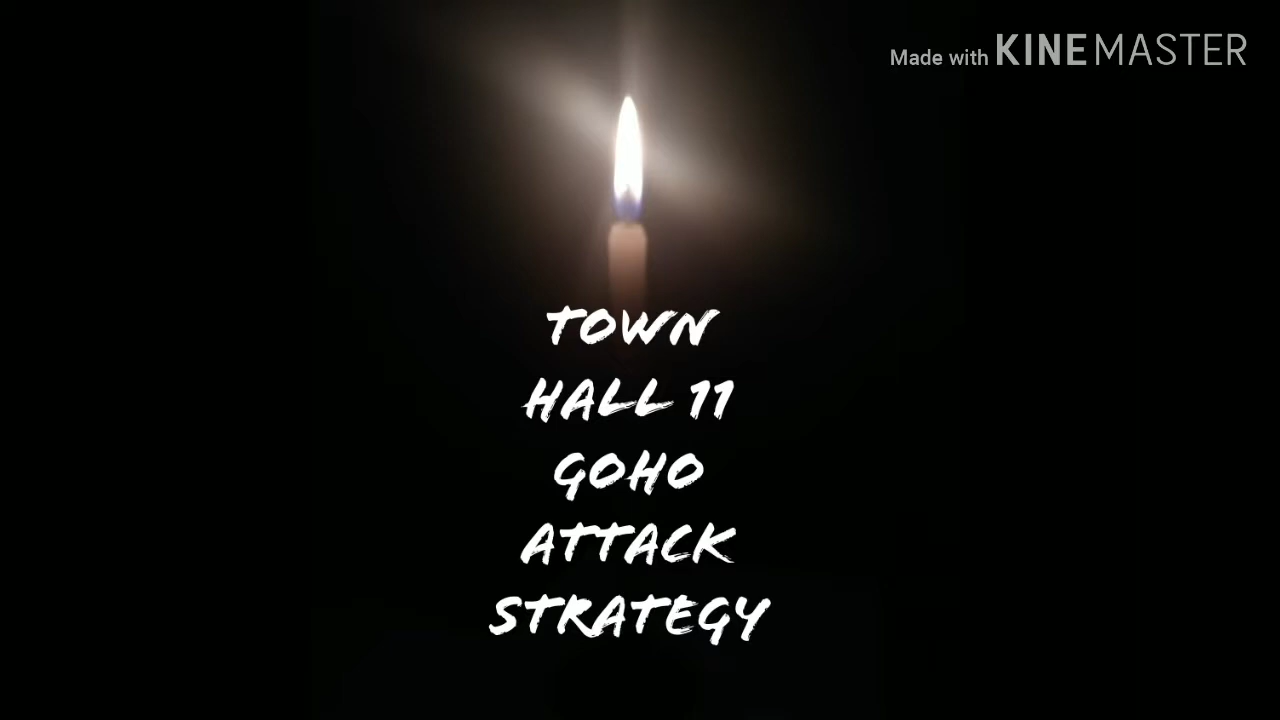 Made with KINEMASTER
TOWN
HALL 11
GOHO
ATTACK
STRATEGY